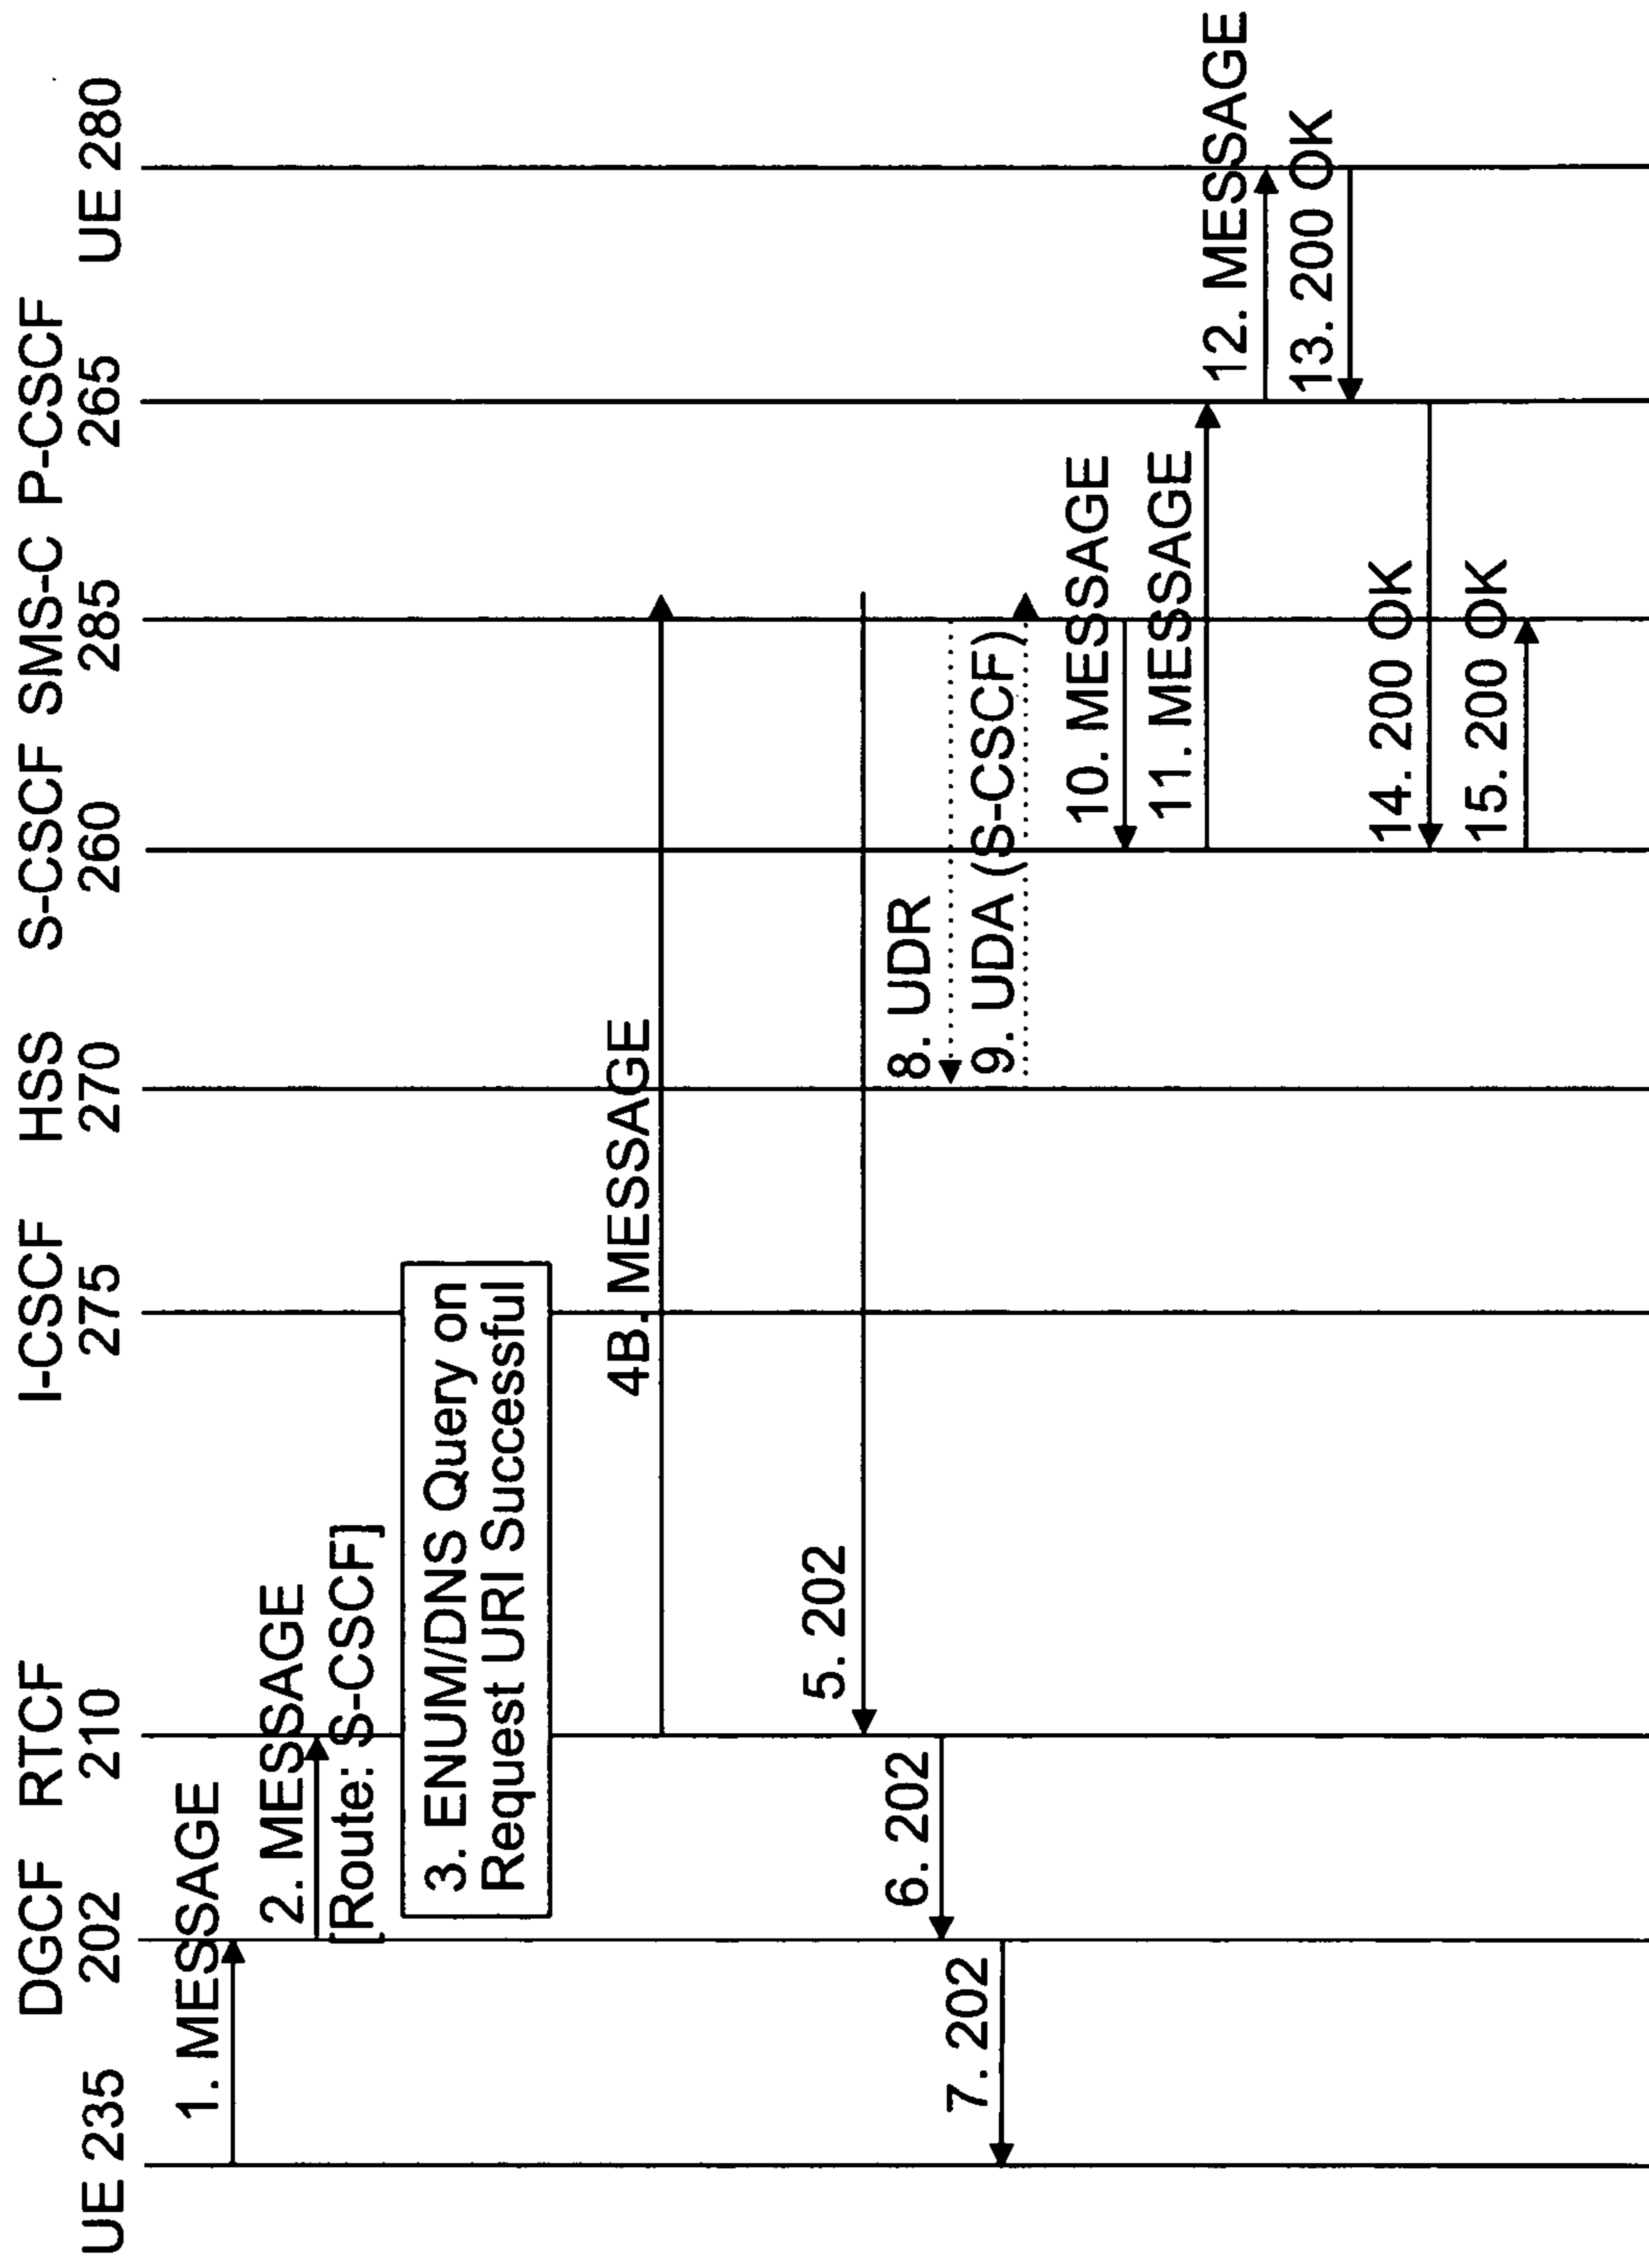 UE 235
DGCF
202
RTCF
210
I-CSCF
275
HSS
270
S-CSCF
260
SMS-C
285
P-CSCF
265
UE 280
1. MESSAGE
2. MESSAGE
[Route: S-CSCF]
3. ENUM/DNS Query on
Request URI Successful
4B. MESSAGE
5. 202
6. 202
7. 202
8. UDR
9. UDA (S-CSCF)
10. MESSAGE
11. MESSAGE
12. MESSAGE
13. 200 OK
14. 200 OK
15. 200 OK